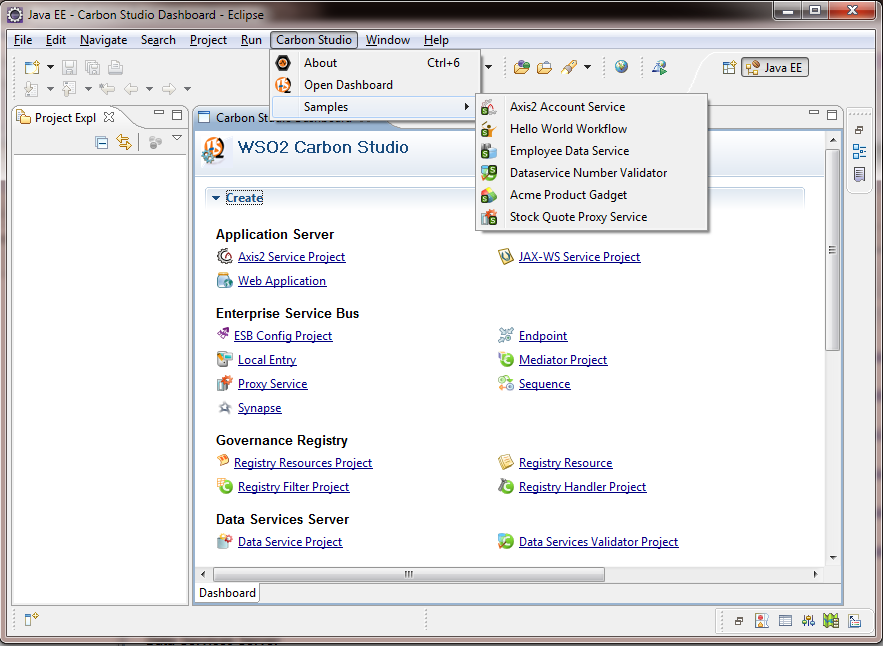 Java EE - Carbon Studio Dashboard - Eclipse
File Edit Navigate Search Project Run Carbon Studio Window Help
About Ctrl+6
Open Dashboard
Samples
Java EE
Axis2 Account Service
Hello World Workflow
Employee Data Service
Dataservice Number Validator
Acme Product Gadget
Stock Quote Proxy Service
Project Expl
Carbon Stu
WSO2 Carbon Studio
Create
Application Server
Axis2 Service Project JAX-WS Service Project
Web Application
Enterprise Service Bus
ESB Config Project Endpoint
Local Entry Mediator Project
Proxy Service Sequence
Synapse
Governance Registry
Registry Resources Project Registry Resource
Registry Filter Project Registry Handler Project
Data Services Server
Data Service Project Data Services Validator Project
Dashboard